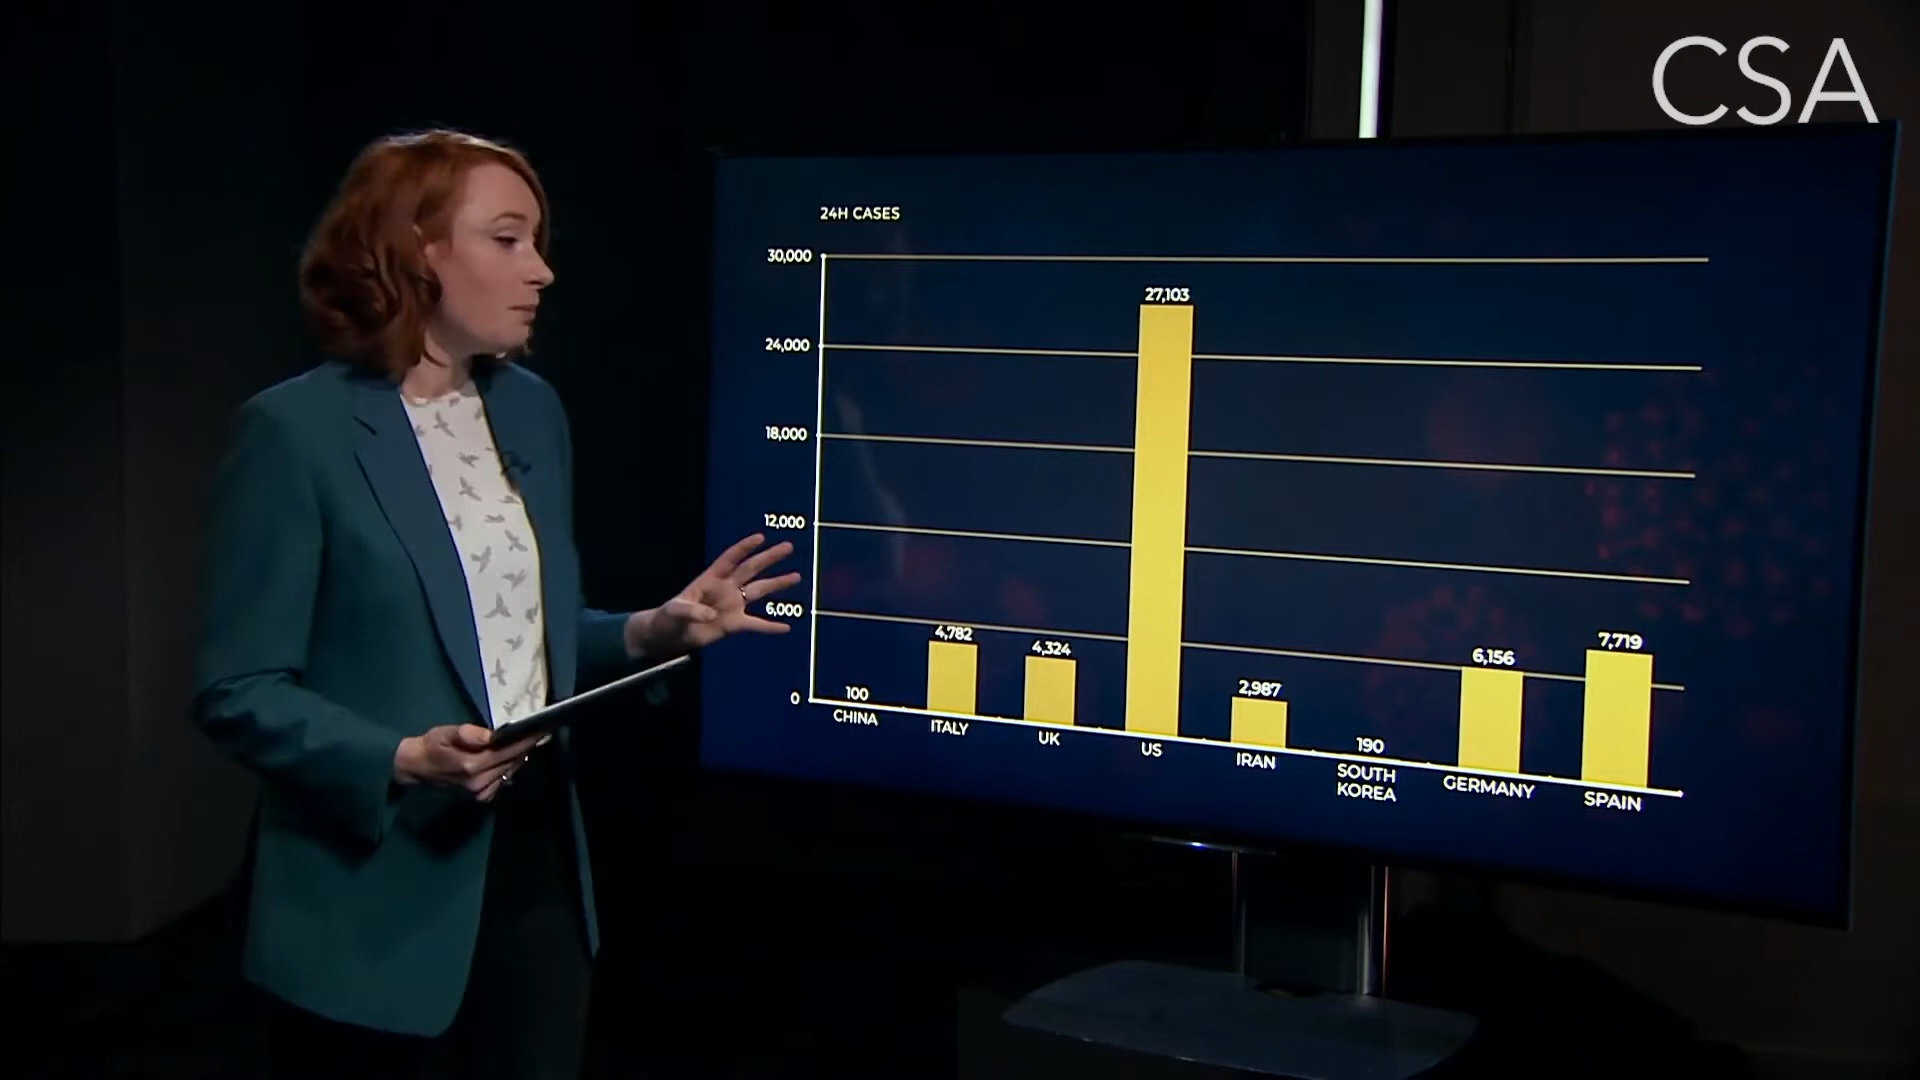 CSA
24H CASES
30,000
24,000
18,000
12,000
6,000
0
100
4,782
4,324
27,103
2,987
190
6,156
7,719
CHINA
ITALY
UK
US
IRAN
SOUTH
KOREA
GERMANY
SPAIN